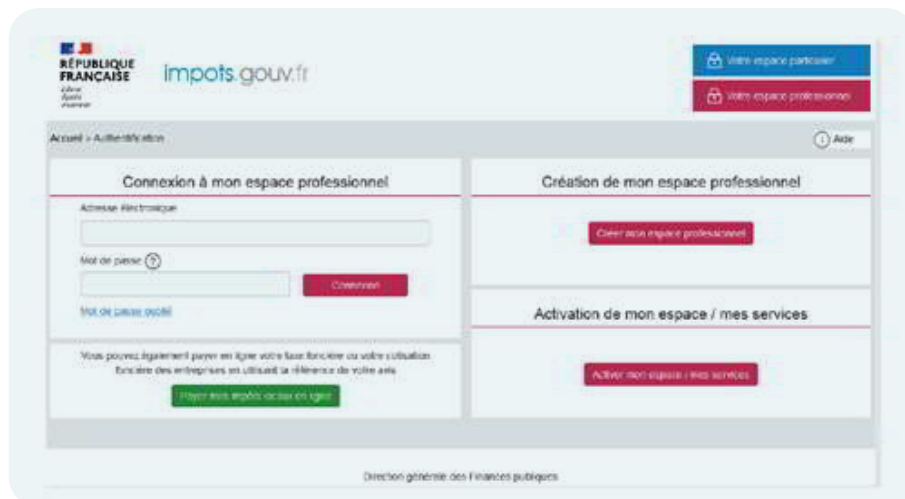 RÉPUBLIQUE
FRANÇAISE
Liberté
Égalité
Fraternité
impots.gouv.fr
Votre espace particulier
Votre espace professionnel
Accueil > Authentification
Aide
Connexion à mon espace professionnel
Adresse électronique
Mot de passe ?
Connexion
Mot de passe oublié
Vous pouvez également payer en ligne votre taxe foncière ou votre cotisation
foncière des entreprises en utilisant la référence de votre avis
Payer mes impôts locaux en ligne
Création de mon espace professionnel
Créer mon espace professionnel
Activation de mon espace / mes services
Activer mon espace / mes services
Direction générale des Finances publiques